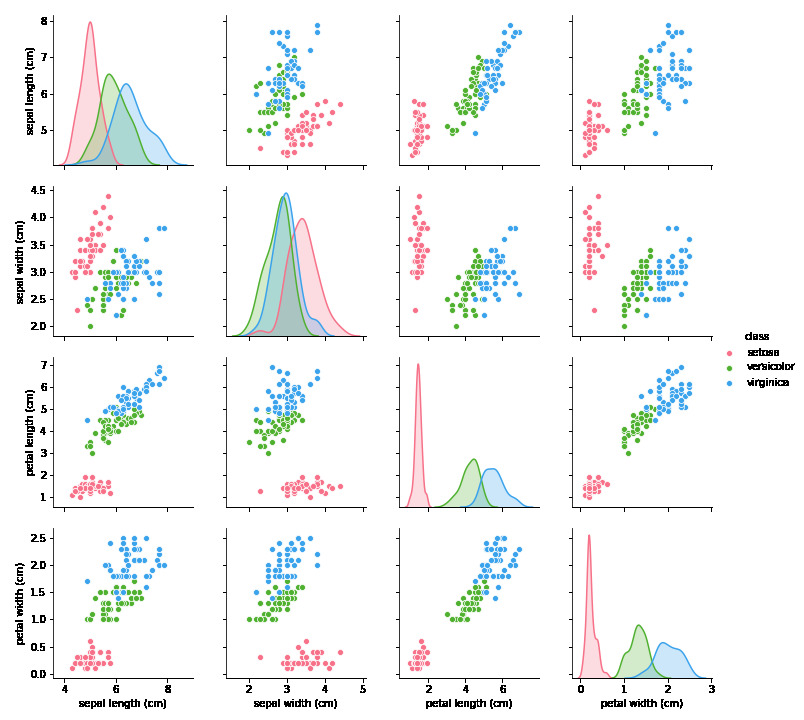 8
7
6
5
sepal length (cm)
4.5
4.0
3.5
3.0
2.5
2.0
sepal width (cm)
class
setosa
versicolor
virginica
7
6
5
4
3
2
1
petal length (cm)
2.5
2.0
1.5
1.0
0.5
0.0
petal width (cm)
4 6 8
sepal length (cm)
2 3 4 5
sepal width (cm)
2 4 6
petal length (cm)
0 1 2 3
petal width (cm)